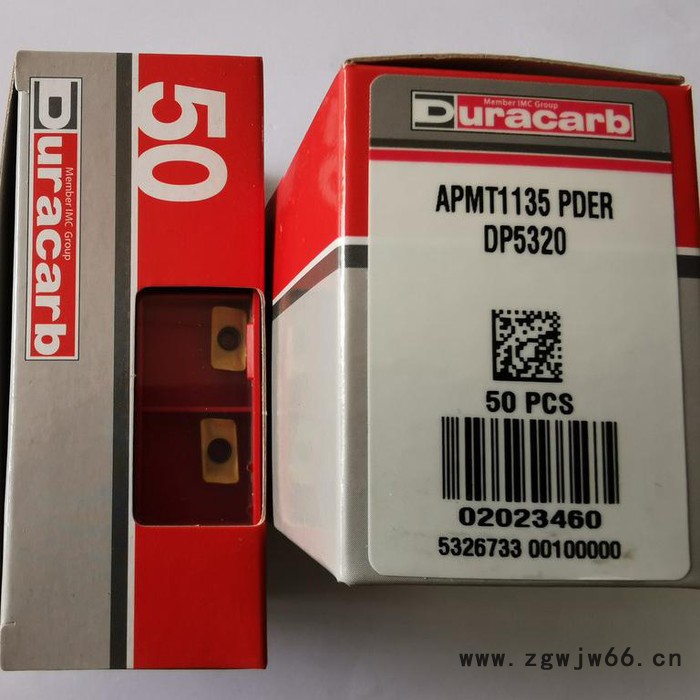 50
Member IMC Group
Duracarb
Member IMC Group
Duracarb
APMT1135 PDER
DP5320
50 PCS
02023460
5326733 00100000
www.zgwjw66.cn